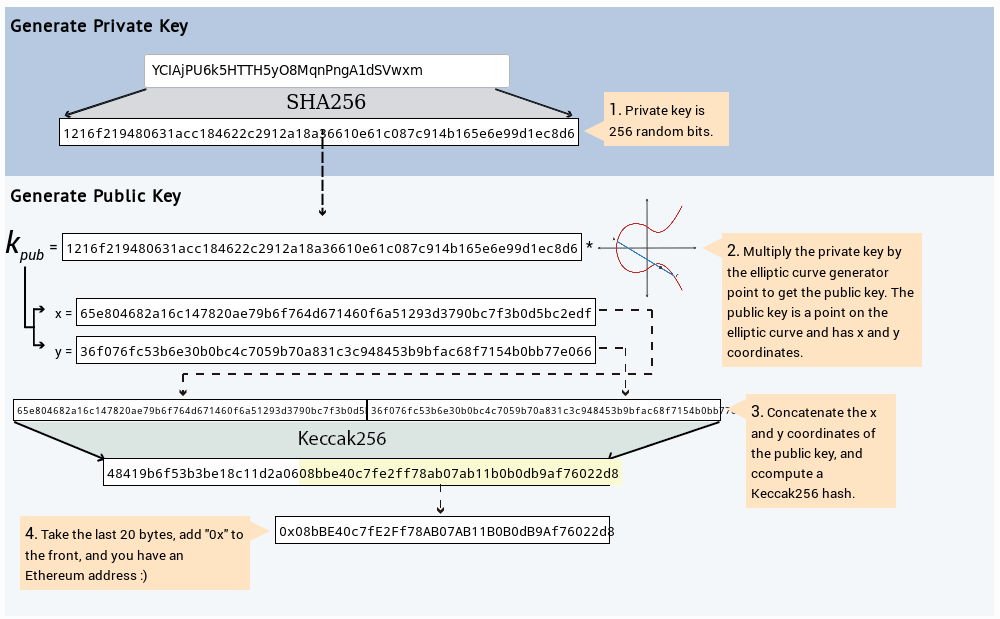 Generate Private Key
YCIAjPU6k5HTTH5yO8MqnPngA1dSVwxm
SHA256
1216f219480631acc184622c2912a18a36610e61c087c914b165e6e99d1ec8d6
1. Private key is
256 random bits.
Generate Public Key
kpub = 1216f219480631acc184622c2912a18a36610e61c087c914b165e6e99d1ec8d6 *
2. Multiply the private key by
the elliptic curve generator
point to get the public key. The
public key is a point on the
elliptic curve and has x and y
coordinates.
x = 65e804682a16c147820ae79b6f764d671460f6a51293d3790bc7f3b0d5bc2edf
y = 36f076fc53b6e30b0bc4c7059b70a831c3c948453b9bfac68f7154b0bb77e066
65e804682a16c147820ae79b6f764d671460f6a51293d3790bc7f3b0d5 36f076fc53b6e30b0bc4c7059b70a831c3c948453b9bfac68f7154b0bb77
Keccak256
3. Concatenate the x
and y coordinates of
the public key, and
ccompute a
Keccak256 hash.
48419b6f53b3be18c11d2a0608bbe40c7fe2ff78ab07ab11b0b0db9af76022d8
4. Take the last 20 bytes, add "0x" to
the front, and you have an
Ethereum address :)
0x08bBE40c7fE2Ff78AB07AB11B0B0dB9Af76022d8